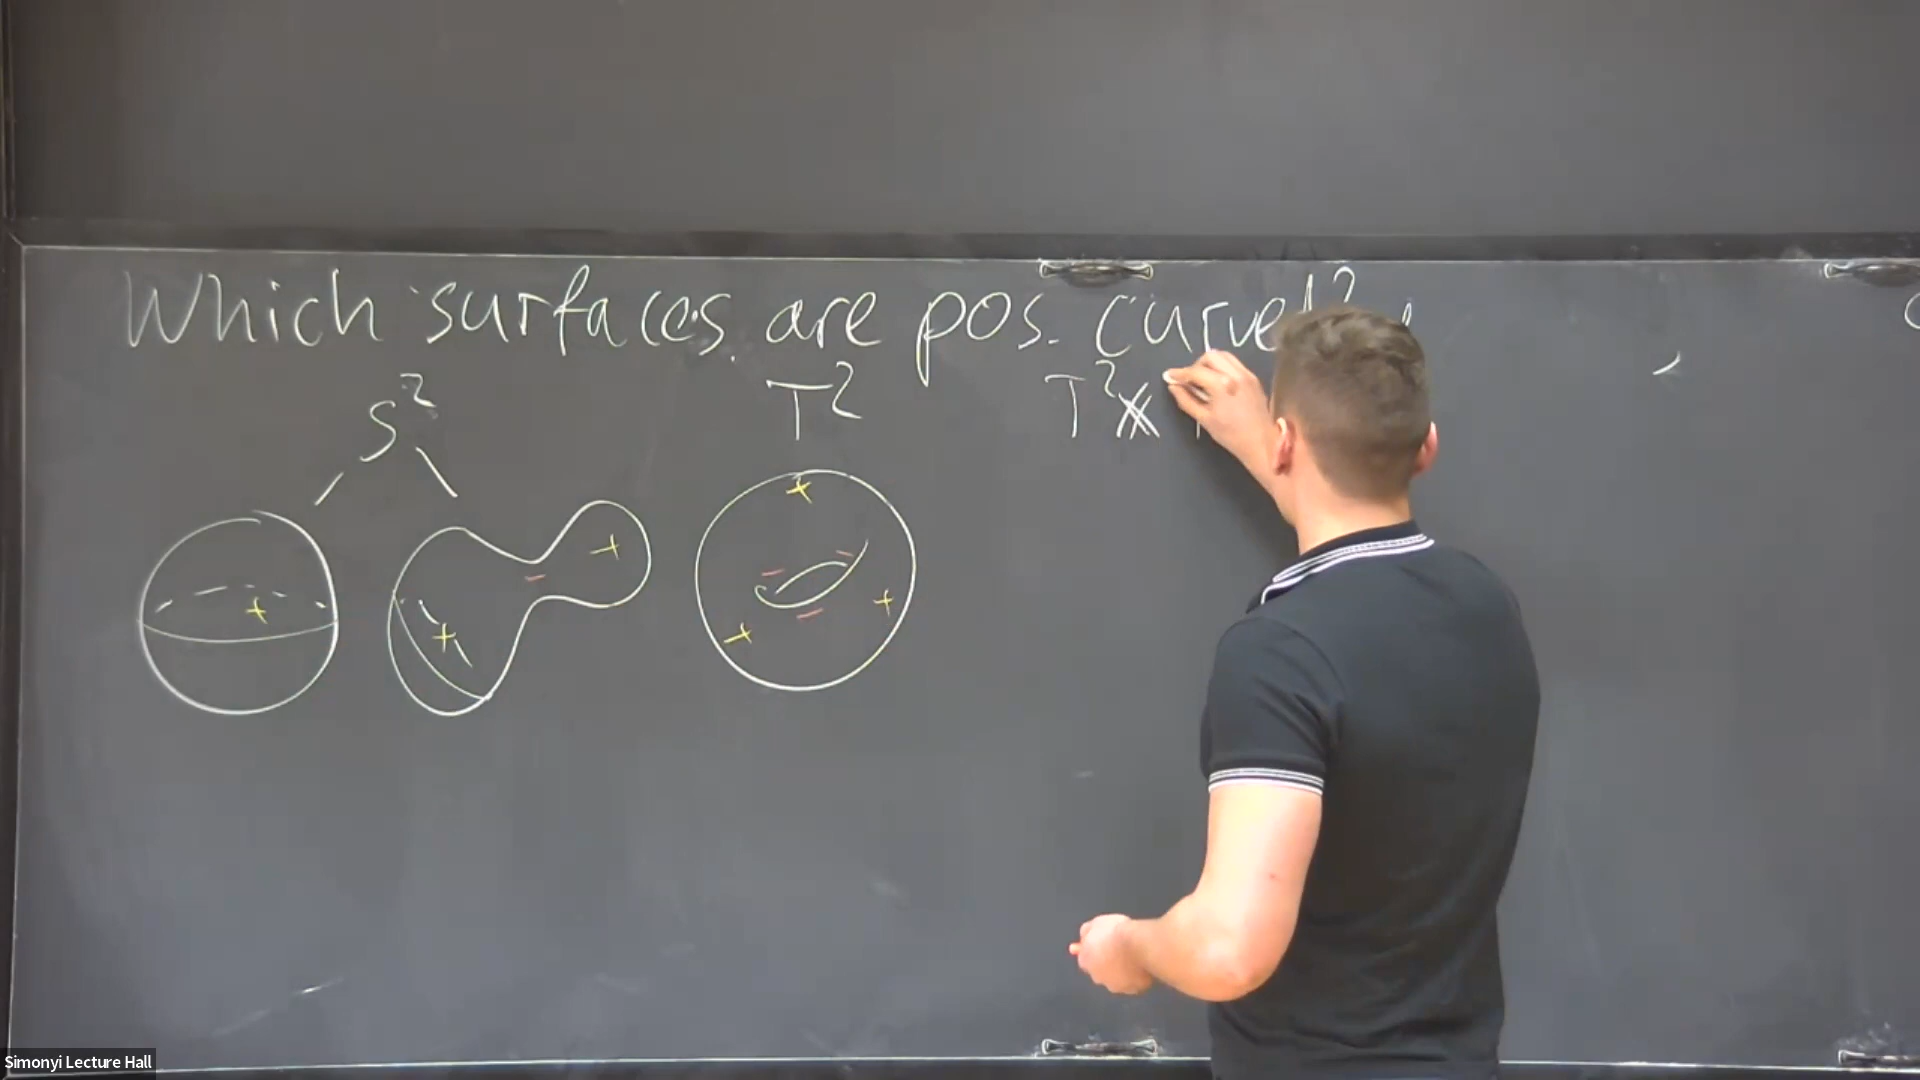 Which surfaces are pos. curved?
S² T² T²
+ + - + + - - - + +
Simonyi Lecture Hall